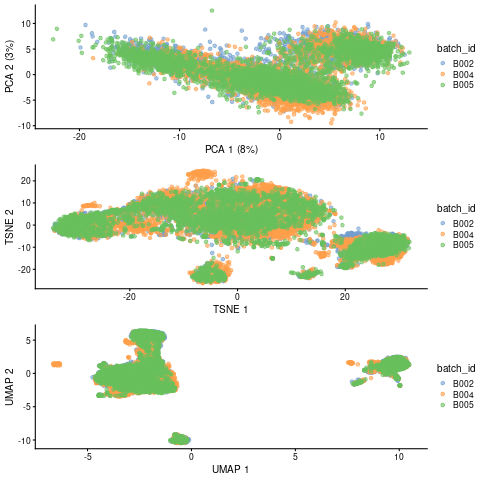 10
5
0
-5
-10
PCA 2 (3%)
-20
-10
0
10
PCA 1 (8%)
batch_id
B002
B004
B005
20
10
0
-10
-20
TSNE 2
-20
0
20
TSNE 1
batch_id
B002
B004
B005
5
0
-5
-10
UMAP 2
-5
0
5
10
UMAP 1
batch_id
B002
B004
B005